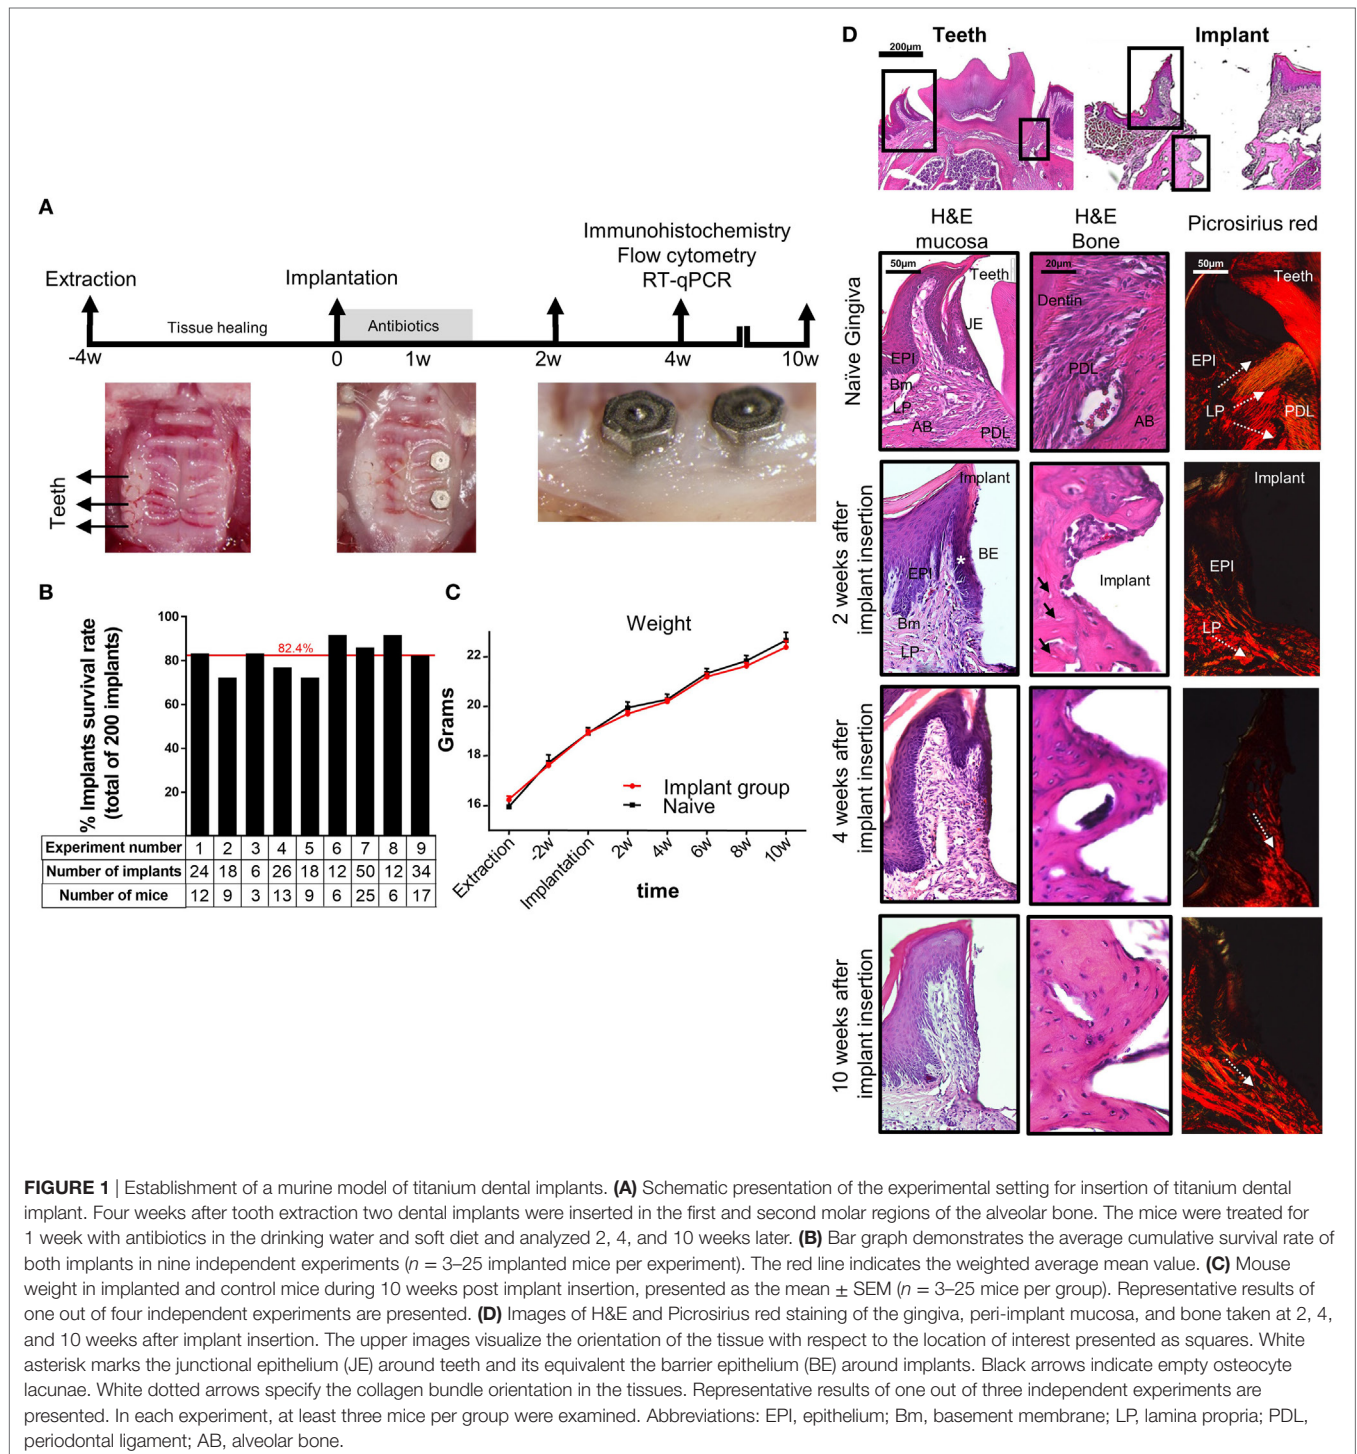 D
Teeth
Implant
200µm
A
Immunohistochemistry
Flow cytometry
RT-qPCR
Extraction
Implantation
Tissue healing
Antibiotics
-4w
0
1w
2w
4w
10w
Teeth
B
% Implants survival rate
(total of 200 implants)
100
80
60
40
20
82.4%
Experiment number 1 2 3 4 5 6 7 8 9
Number of implants 24 18 6 26 18 12 50 12 34
Number of mice 12 9 3 13 9 6 25 6 17
C
Weight
Grams
22
20
18
16
Implant group
Naive
Extraction
-2w
Implantation
2w
4w
6w
8w
10w
time
H&E
mucosa
H&E
Bone
Picrosirius red
Naïve Gingiva
50µm
Teeth
JE
*
EPI
Bm
LP
AB
PDL
20µm
Dentin
PDL
AB
50µm
Teeth
EPI
LP
PDL
2 weeks after
implant insertion
Implant
BE
*
EPI
Bm
LP
Implant
Implant
EPI
LP
4 weeks after
implant insertion
10 weeks after
implant insertion
FIGURE 1 | Establishment of a murine model of titanium dental implants. (A) Schematic presentation of the experimental setting for insertion of titanium dental
implant. Four weeks after tooth extraction two dental implants were inserted in the first and second molar regions of the alveolar bone. The mice were treated for
1 week with antibiotics in the drinking water and soft diet and analyzed 2, 4, and 10 weeks later. (B) Bar graph demonstrates the average cumulative survival rate of
both implants in nine independent experiments (n = 3–25 implanted mice per experiment). The red line indicates the weighted average mean value. (C) Mouse
weight in implanted and control mice during 10 weeks post implant insertion, presented as the mean ± SEM (n = 3–25 mice per group). Representative results of
one out of four independent experiments are presented. (D) Images of H&E and Picrosirius red staining of the gingiva, peri-implant mucosa, and bone taken at 2, 4,
and 10 weeks after implant insertion. The upper images visualize the orientation of the tissue with respect to the location of interest presented as squares. White
asterisk marks the junctional epithelium (JE) around teeth and its equivalent the barrier epithelium (BE) around implants. Black arrows indicate empty osteocyte
lacunae. White dotted arrows specify the collagen bundle orientation in the tissues. Representative results of one out of three independent experiments are
presented. In each experiment, at least three mice per group were examined. Abbreviations: EPI, epithelium; Bm, basement membrane; LP, lamina propria; PDL,
periodontal ligament; AB, alveolar bone.